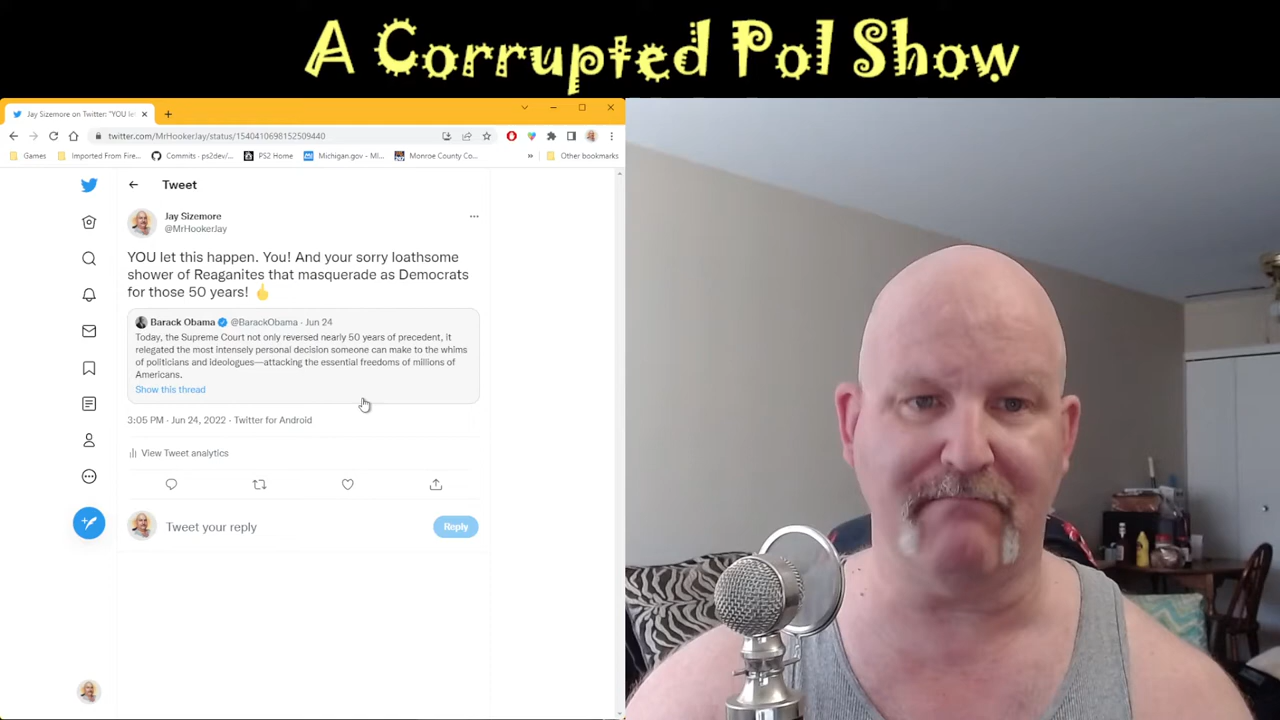 A Corrupted Pol Show
Jay Sizemore on Twitter: "YOU le
twitter.com/MrHookerJay/status/1540410698152509440
Games
Imported From Fire...
Commits · ps2dev/...
PS2 Home
Michigan.gov - MI...
Monroe County Co...
»
Other bookmarks
Tweet
Jay Sizemore
@MrHookerJay
YOU let this happen. You! And your sorry loathsome
shower of Reaganites that masquerade as Democrats
for those 50 years! 🖕
Barack Obama @BarackObama · Jun 24
Today, the Supreme Court not only reversed nearly 50 years of precedent, it
relegated the most intensely personal decision someone can make to the whims
of politicians and ideologues—attacking the essential freedoms of millions of
Americans.
Show this thread
3:05 PM · Jun 24, 2022 · Twitter for Android
View Tweet analytics
Tweet your reply
Reply